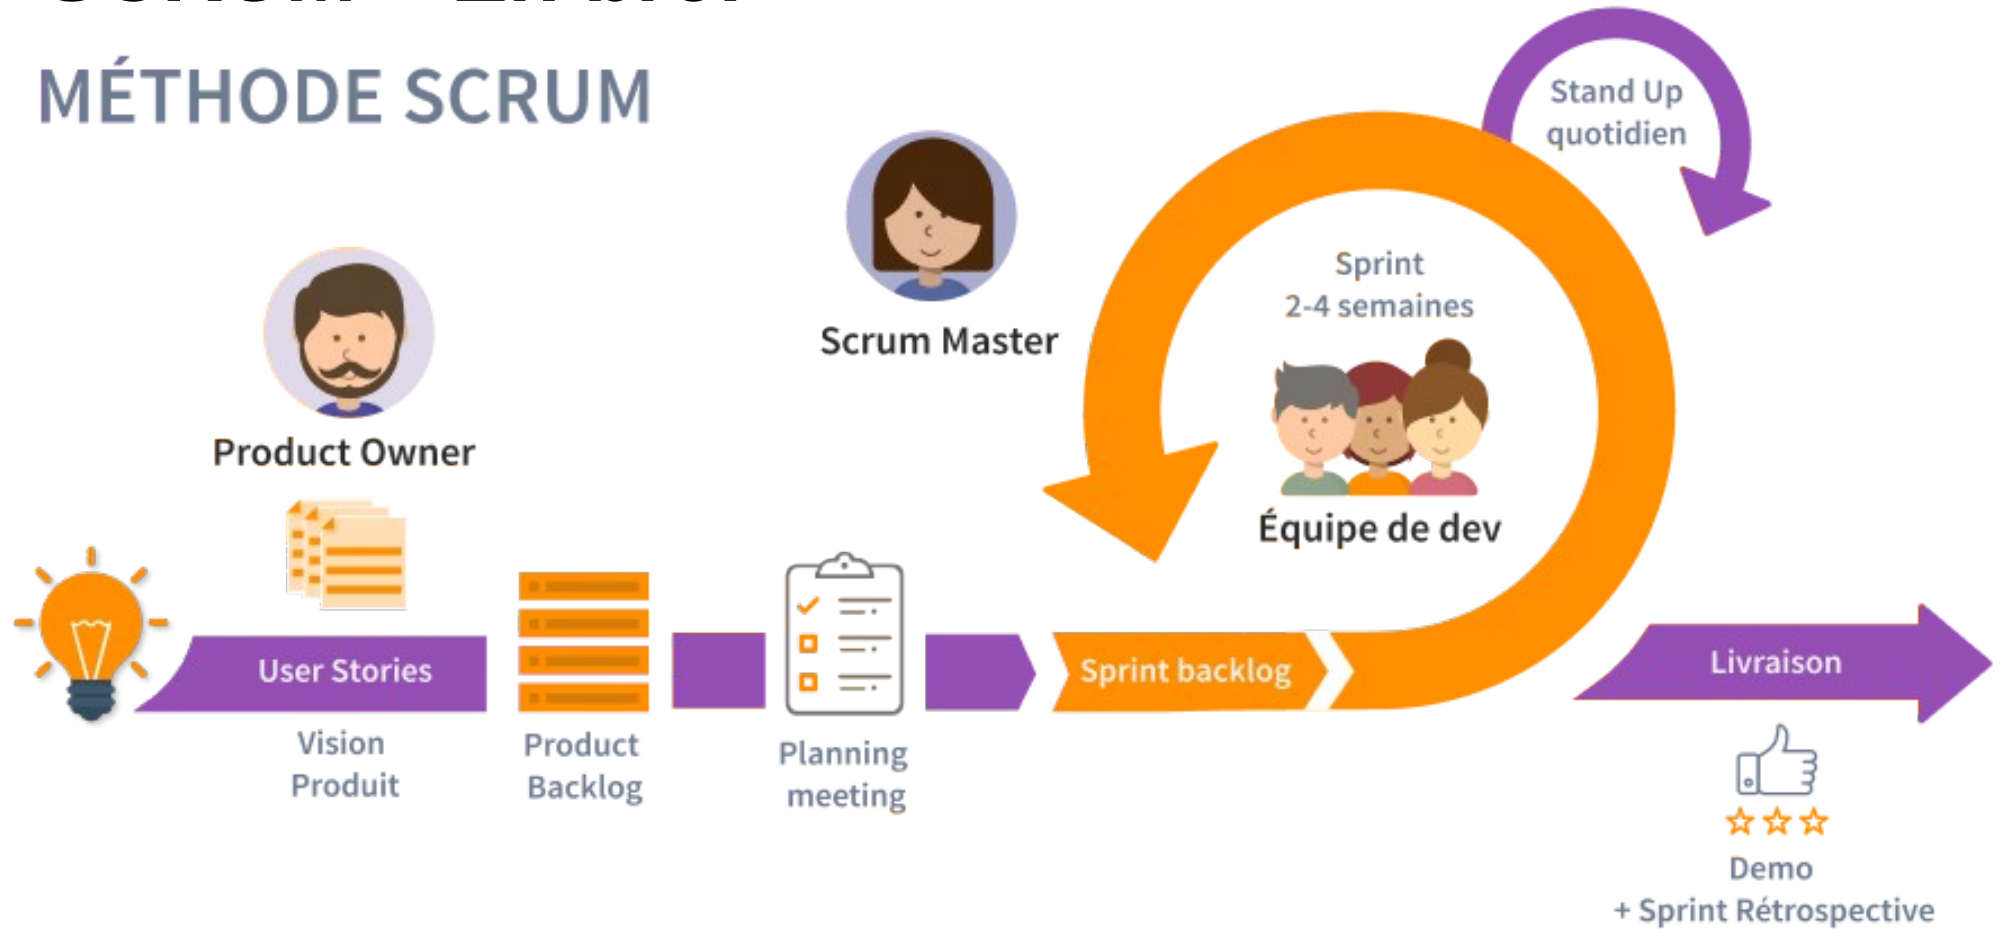 MÉTHODE SCRUM
Stand Up
quotidien
Sprint
2-4 semaines
Scrum Master
Product Owner
Équipe de dev
User Stories
Sprint backlog
Livraison
Vision
Produit
Product
Backlog
Planning
meeting
Demo
+ Sprint Rétrospective